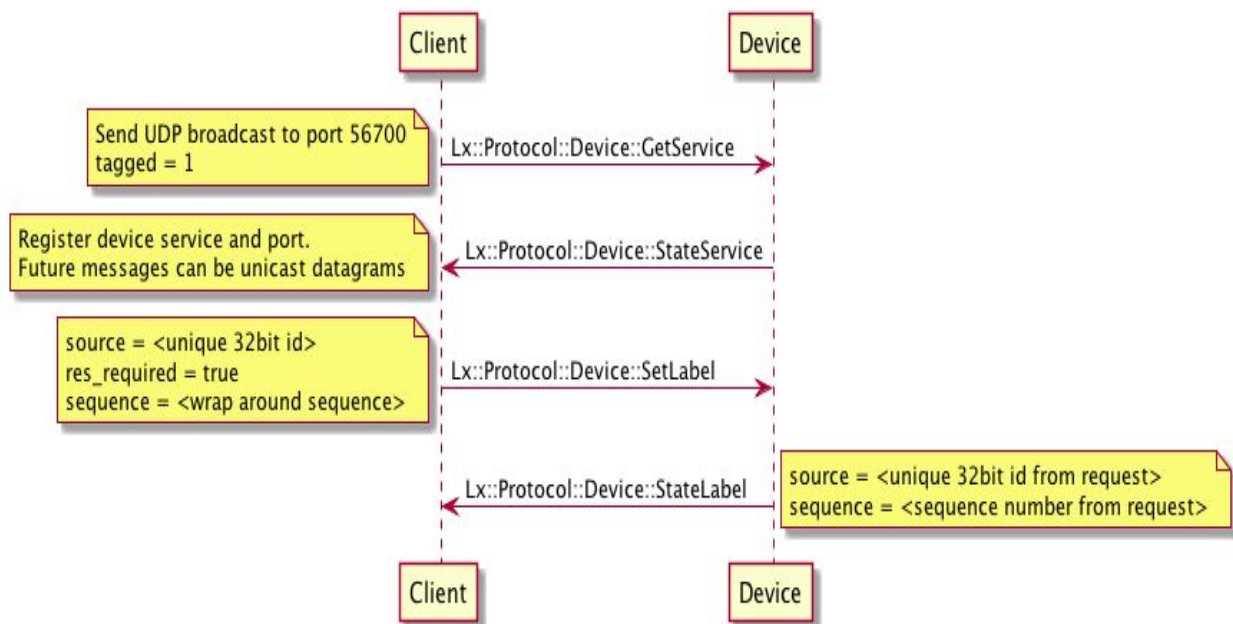 Client
Device
Send UDP broadcast to port 56700
tagged = 1
Lx::Protocol::Device::GetService
Register device service and port.
Future messages can be unicast datagrams
Lx::Protocol::Device::StateService
source = <unique 32bit id>
res_required = true
sequence = <wrap around sequence>
Lx::Protocol::Device::SetLabel
Lx::Protocol::Device::StateLabel
source = <unique 32bit id from request>
sequence = <sequence number from request>
Client
Device